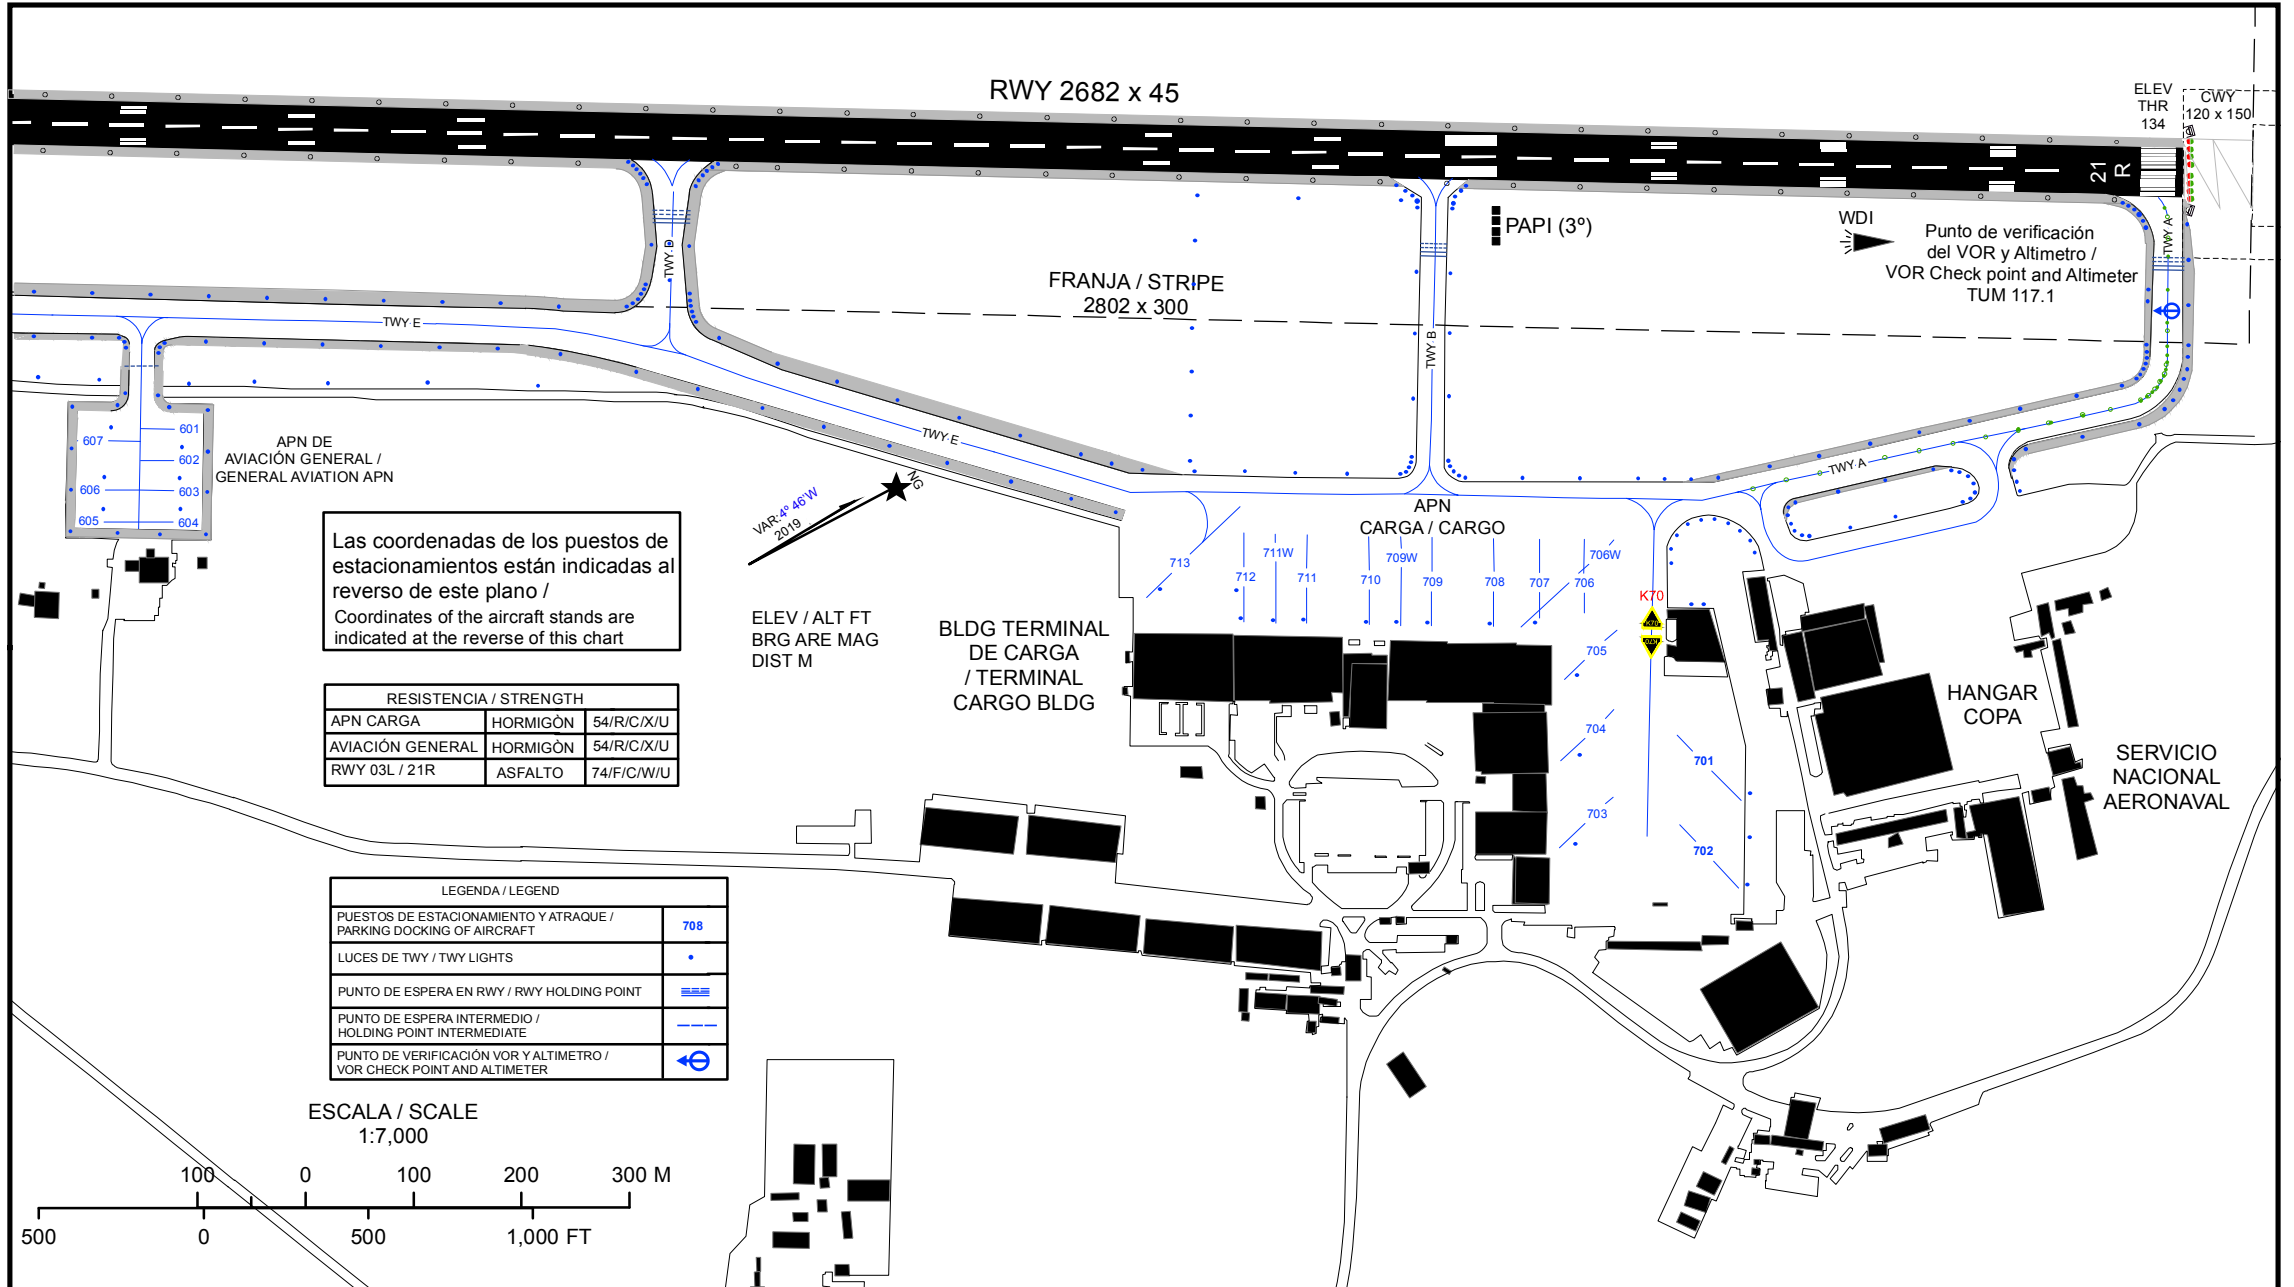 RWY 2682 x 45
ELEV
THR
134
CWY
120 x 150
21
R
TWY A
PAPI (3º)
WDI
Punto de verificación
del VOR y Altimetro /
VOR Check point and Altimeter
TUM 117.1
TWY D
FRANJA / STRIPE
2802 x 300
TWY B
TWY E
TWY E
TWY A
601
607
602
606
603
605
604
APN DE
AVIACIÓN GENERAL /
GENERAL AVIATION APN
NG
VAR:4º 46'W
2019
APN
CARGA / CARGO
713
712
711W
711
710
709W
709
708
707
706W
706
K70
K70
K70
705
704
703
701
702
Las coordenadas de los puestos de
estacionamientos están indicadas al
reverso de este plano /
Coordinates of the aircraft stands are
indicated at the reverse of this chart
ELEV / ALT FT
BRG ARE MAG
DIST M
BLDG TERMINAL
DE CARGA
/ TERMINAL
CARGO BLDG
HANGAR
COPA
SERVICIO
NACIONAL
AERONAVAL
RESISTENCIA / STRENGTH
APN CARGA HORMIGÒN 54/R/C/X/U
AVIACIÓN GENERAL HORMIGÒN 54/R/C/X/U
RWY 03L / 21R ASFALTO 74/F/C/W/U
LEGENDA / LEGEND
PUESTOS DE ESTACIONAMIENTO Y ATRAQUE /
PARKING DOCKING OF AIRCRAFT
708
LUCES DE TWY / TWY LIGHTS
PUNTO DE ESPERA EN RWY / RWY HOLDING POINT
PUNTO DE ESPERA INTERMEDIO /
HOLDING POINT INTERMEDIATE
PUNTO DE VERIFICACIÓN VOR Y ALTIMETRO /
VOR CHECK POINT AND ALTIMETER
ESCALA / SCALE
1:7,000
100 0 100 200 300 M
500 0 500 1,000 FT